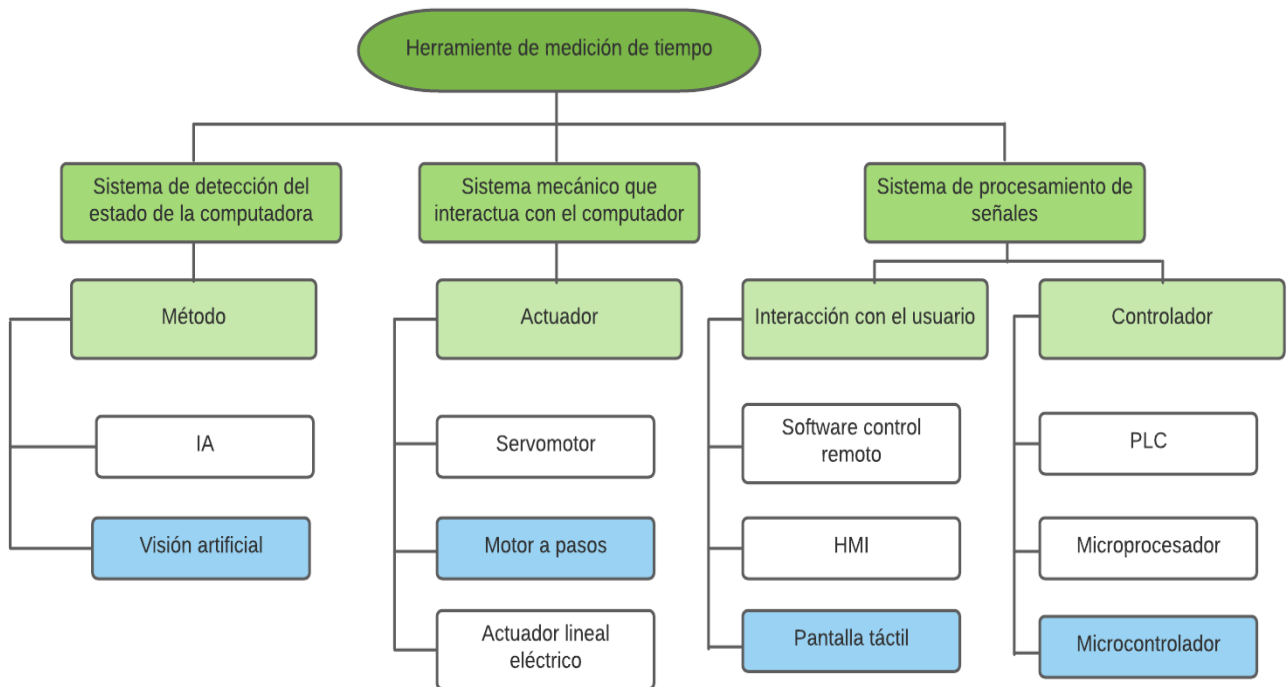 Herramiente de medición de tiempo
Sistema de detección del
estado de la computadora
Sistema mecánico que
interactua con el computador
Sistema de procesamiento de
señales
Método
Actuador
Interacción con el usuario
Controlador
IA
Visión artificial
Servomotor
Motor a pasos
Actuador lineal
eléctrico
Software control
remoto
HMI
Pantalla táctil
PLC
Microprocesador
Microcontrolador